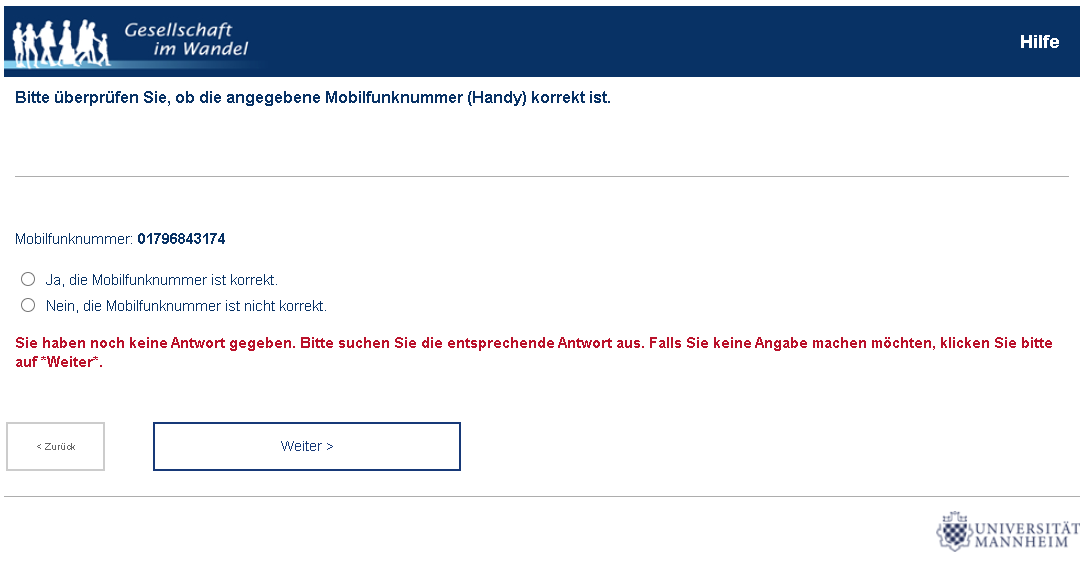 Gesellschaft
im Wandel
Hilfe
Bitte überprüfen Sie, ob die angegebene Mobilfunknummer (Handy) korrekt ist.
Mobilfunknummer: 01796843174
Ja, die Mobilfunknummer ist korrekt.
Nein, die Mobilfunknummer ist nicht korrekt.
Sie haben noch keine Antwort gegeben. Bitte suchen Sie die entsprechende Antwort aus. Falls Sie keine Angabe machen möchten, klicken Sie bitte
auf "Weiter".
< Zurück
Weiter >
UNIVERSITÄT
MANNHEIM